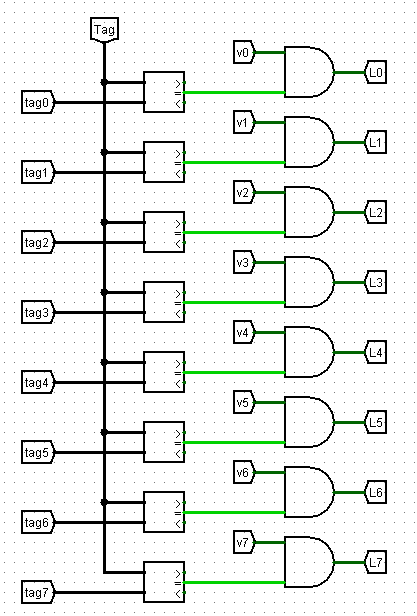 Tag
v0
L0
>
=
<
tag0
v1
L1
>
=
<
tag1
v2
L2
>
=
<
tag2
v3
L3
>
=
<
tag3
v4
L4
>
=
<
tag4
v5
L5
>
=
<
tag5
v6
L6
>
=
<
tag6
v7
L7
>
=
<
tag7